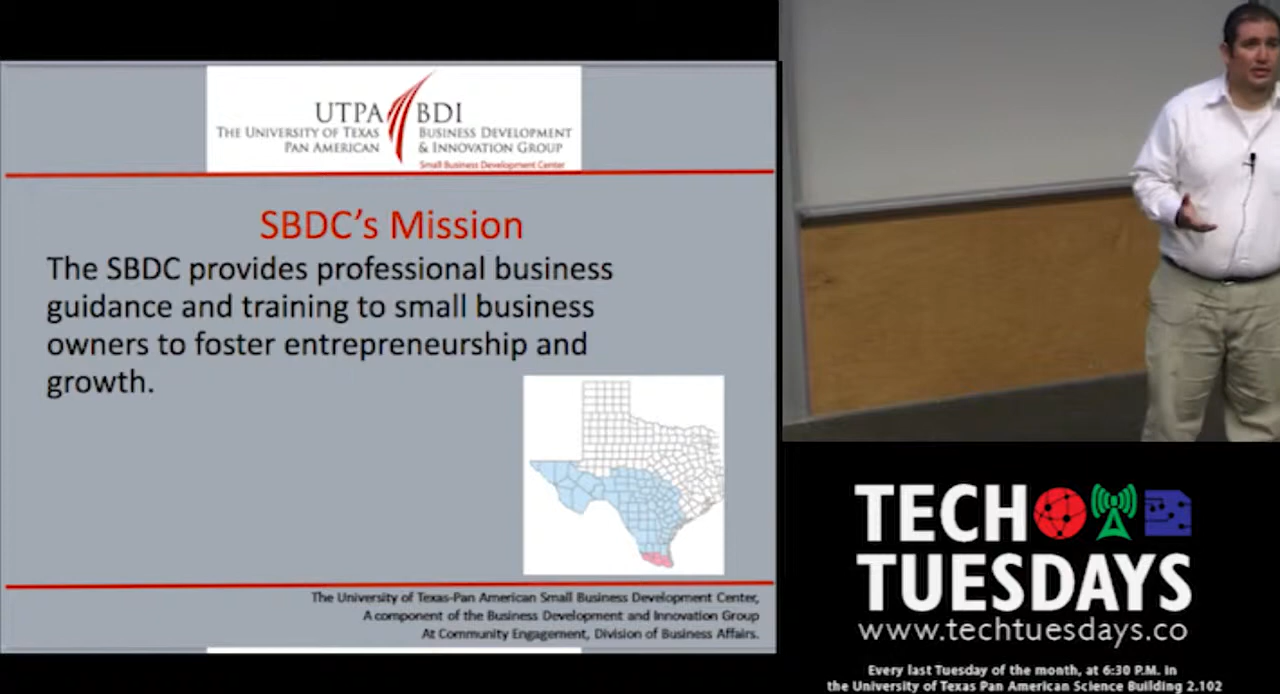 UTPA BDI
THE UNIVERSITY OF TEXAS
PAN AMERICAN
BUSINESS DEVELOPMENT
& INNOVATION GROUP
Small Business Development Center
SBDC's Mission
The SBDC provides professional business
guidance and training to small business
owners to foster entrepreneurship and
growth.
The University of Texas-Pan American Small Business Development Center,
A component of the Business Development and Innovation Group
At Community Engagement, Division of Business Affairs.
TECH
TUESDAYS
www.techtuesdays.co
Every last Tuesday of the month, at 6:30 P.M. in
the University of Texas Pan American Science Building 2.102